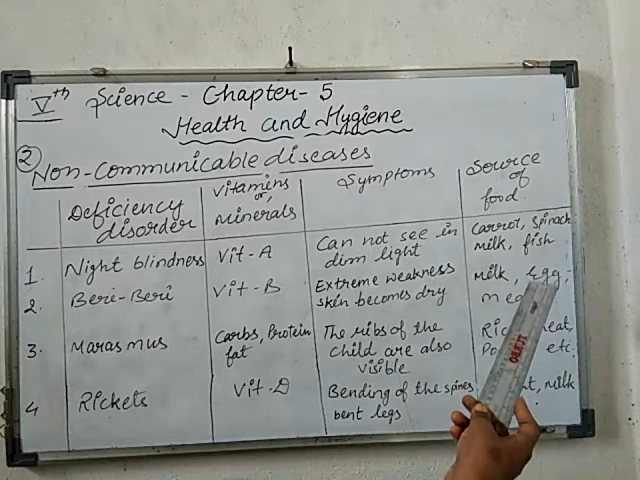 Vth Science - Chapter - 5
Health and Hygiene
2 Non-Communicable diseases
Deficiency disorder
Vitamins or, Minerals
Symptoms
Source of food
1. Night blindness Vit-A Can not see in dim light Carrot, Spinach milk, fish
2. Beri-Beri Vit-B Extreme weakness skin becomes dry Milk, Egg,
3. Marasmus Carbs, Protein fat The ribs of the child are also visible etc.
4 Rickets Vit-D Bending of the spines bent legs milk